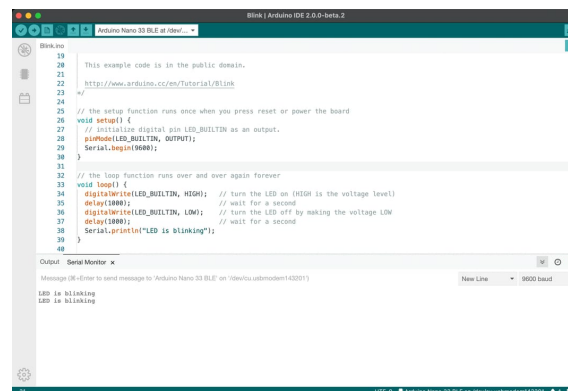 Blink | Arduino IDE 2.0.0-beta.2
Arduino Nano 33 BLE at /dev/...
Blink.ino
19
20 This example code is in the public domain.
21
22 http://www.arduino.cc/en/Tutorial/Blink
23 */
24
25 // the setup function runs once when you press reset or power the board
26 void setup() {
27 // initialize digital pin LED_BUILTIN as an output.
28 pinMode(LED_BUILTIN, OUTPUT);
29 Serial.begin(9600);
30 }
31
32 // the loop function runs over and over again forever
33 void loop() {
34 digitalWrite(LED_BUILTIN, HIGH); // turn the LED on (HIGH is the voltage level)
35 delay(1000); // wait for a second
36 digitalWrite(LED_BUILTIN, LOW); // turn the LED off by making the voltage LOW
37 delay(1000); // wait for a second
38 Serial.println("LED is blinking");
39 }
40
Output Serial Monitor x
Message (⌘+Enter to send message to 'Arduino Nano 33 BLE' on '/dev/cu.usbmodem143201') New Line 9600 baud
LED is blinking
LED is blinking